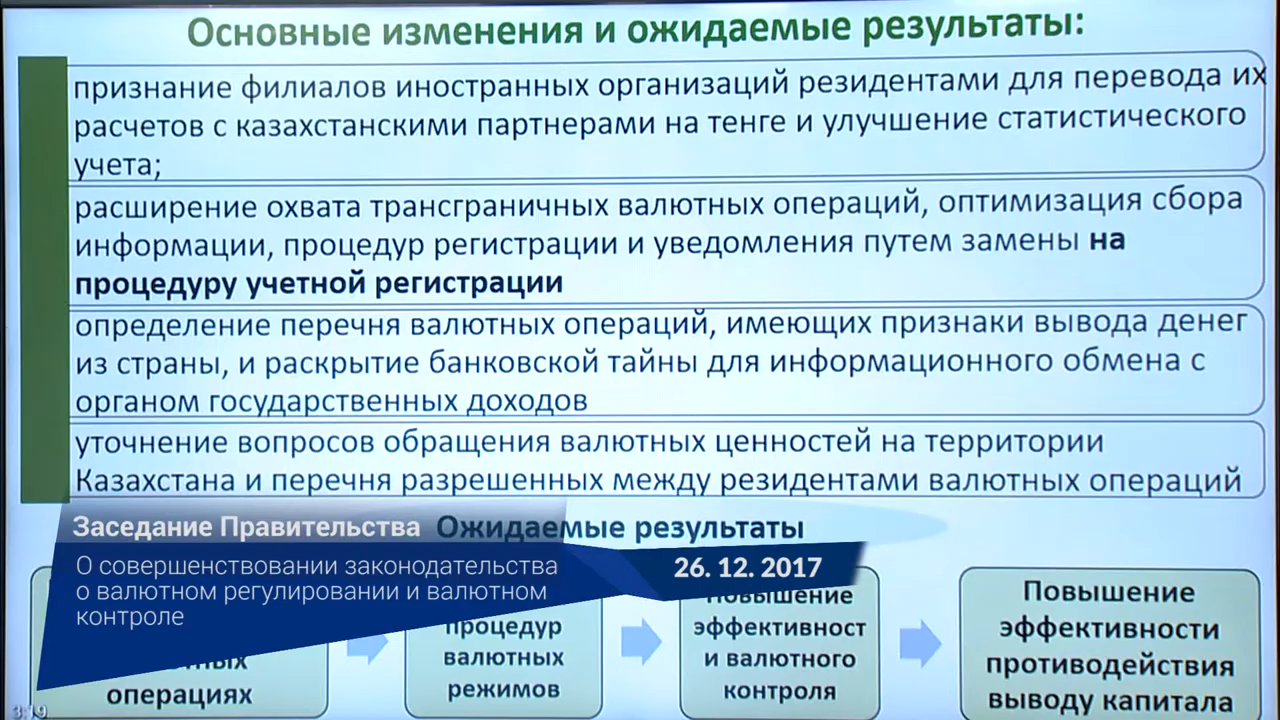 Основные изменения и ожидаемые результаты:
признание филиалов иностранных организаций резидентами для перевода их
расчетов с казахстанскими партнерами на тенге и улучшение статистического
учета;
расширение охвата трансграничных валютных операций, оптимизация сбора
информации, процедур регистрации и уведомления путем замены на
процедуру учетной регистрации
определение перечня валютных операций, имеющих признаки вывода денег
из страны, и раскрытие банковской тайны для информационного обмена с
органом государственных доходов
уточнение вопросов обращения валютных ценностей на территории
Казахстана и перечня разрешенных между резидентами валютных операций
Заседание Правительства
Ожидаемые результаты
О совершенствовании законодательства
о валютном регулировании и валютном
контроле
26. 12. 2017
операциях
процедур
валютных
режимов
Повышение
эффективност
и валютного
контроля
Повышение
эффективности
противодействия
выводу капитала